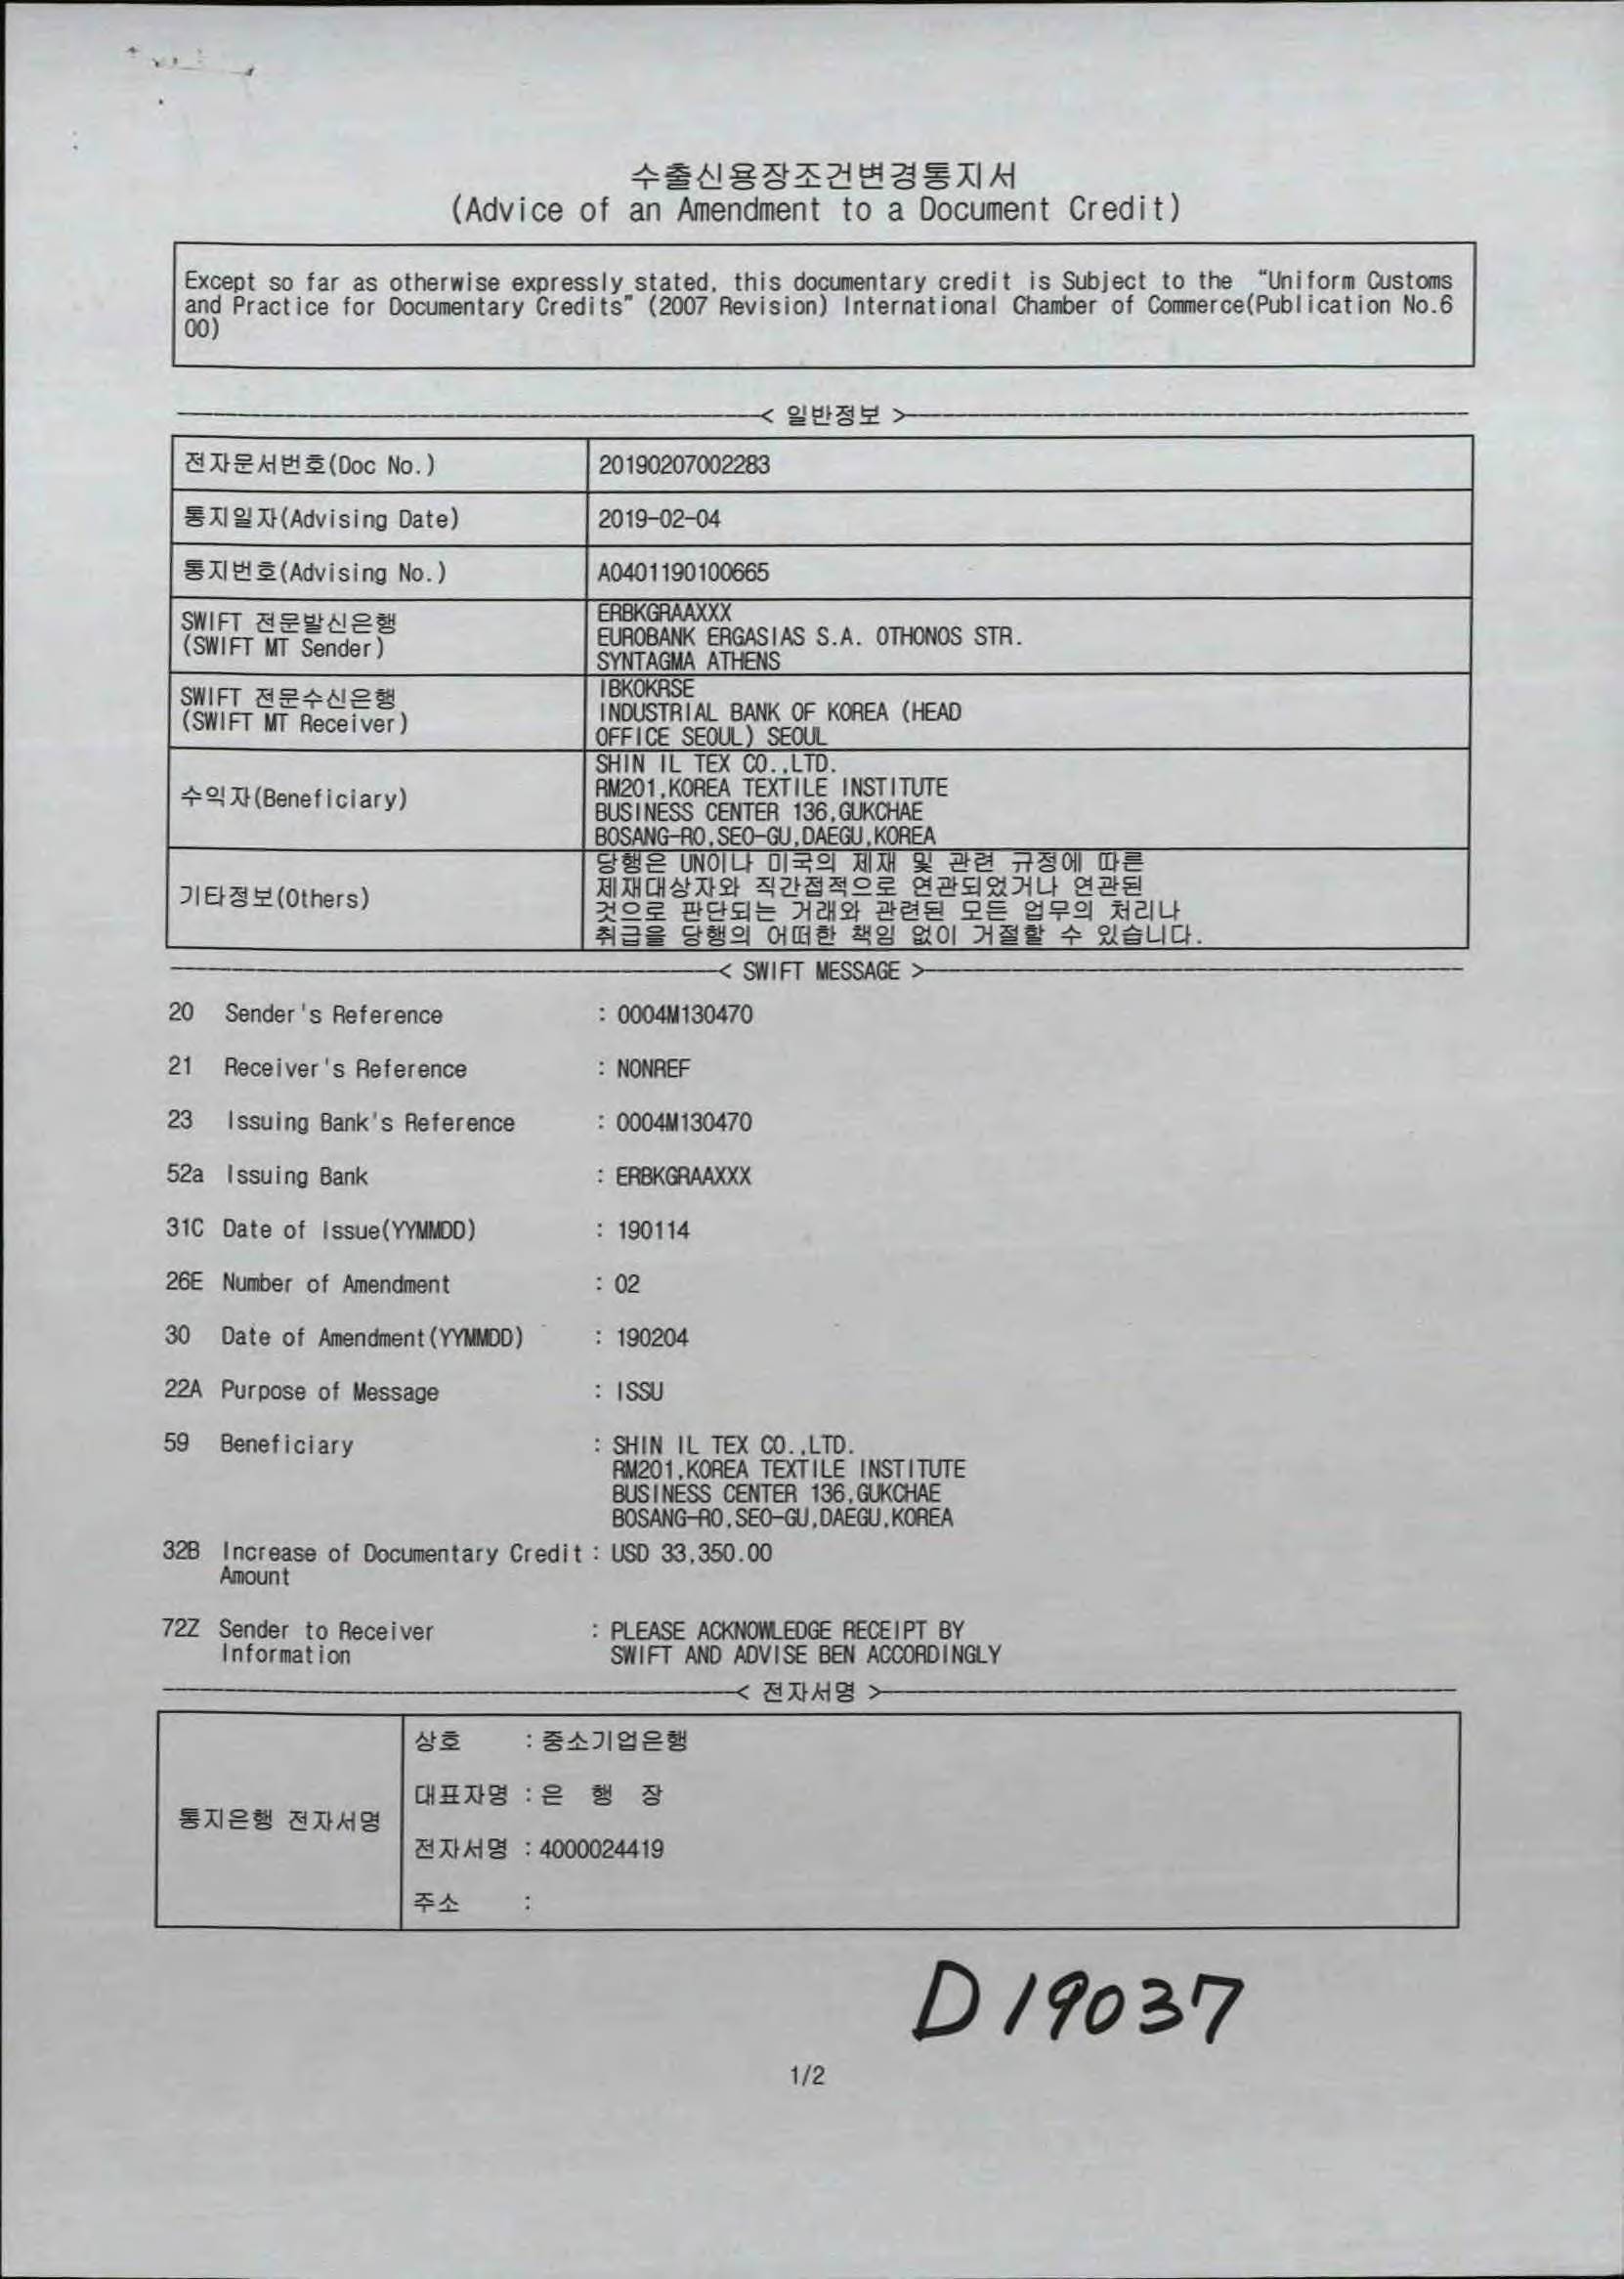 수출신용장조건변경통지서
(Advice of an Amendment to a Document Credit)
Except so far as otherwise expressly stated, this documentary credit is Subject to the "Uniform Customs
and Practice for Documentary Credits" (2007 Revision) International Chamber of Commerce(Publication No.6
00)
< 일반정보 >
전자문서번호(Doc No.) 20190207002283
통지일자(Advising Date) 2019-02-04
통지번호(Advising No.) A0401190100665
SWIFT 전문발신은행
(SWIFT MT Sender)
ERBKGRAAXXX
EUROBANK ERGASIAS S.A. OTHONOS STR.
SYNTAGMA ATHENS
SWIFT 전문수신은행
(SWIFT MT Receiver)
IBKOKRSE
INDUSTRIAL BANK OF KOREA (HEAD
OFFICE SEOUL) SEOUL
수익자(Beneficiary)
SHIN IL TEX CO.,LTD.
RM201,KOREA TEXTILE INSTITUTE
BUSINESS CENTER 136,GUKCHAE
BOSANG-RO,SEO-GU,DAEGU,KOREA
기타정보(Others)
당행은 UN이나 미국의 제재 및 관련 규정에 따른
제재대상자와 직간접적으로 연관되었거나 연관된
것으로 판단되는 거래와 관련된 모든 업무의 처리나
취급을 당행의 어떠한 책임 없이 거절할 수 있습니다.
< SWIFT MESSAGE >
20 Sender's Reference : 0004M130470
21 Receiver's Reference : NONREF
23 Issuing Bank's Reference : 0004M130470
52a Issuing Bank : ERBKGRAAXXX
31C Date of Issue(YYMMDD) : 190114
26E Number of Amendment : 02
30 Date of Amendment(YYMMDD) : 190204
22A Purpose of Message : ISSU
59 Beneficiary : SHIN IL TEX CO.,LTD.
RM201,KOREA TEXTILE INSTITUTE
BUSINESS CENTER 136,GUKCHAE
BOSANG-RO,SEO-GU,DAEGU,KOREA
32B Increase of Documentary Credit : USD 33,350.00
Amount
72Z Sender to Receiver : PLEASE ACKNOWLEDGE RECEIPT BY
Information SWIFT AND ADVISE BEN ACCORDINGLY
< 전자서명 >
통지은행 전자서명
상호 : 중소기업은행
대표자명 : 은 행 장
전자서명 : 4000024419
주소 :
D19037
1/2